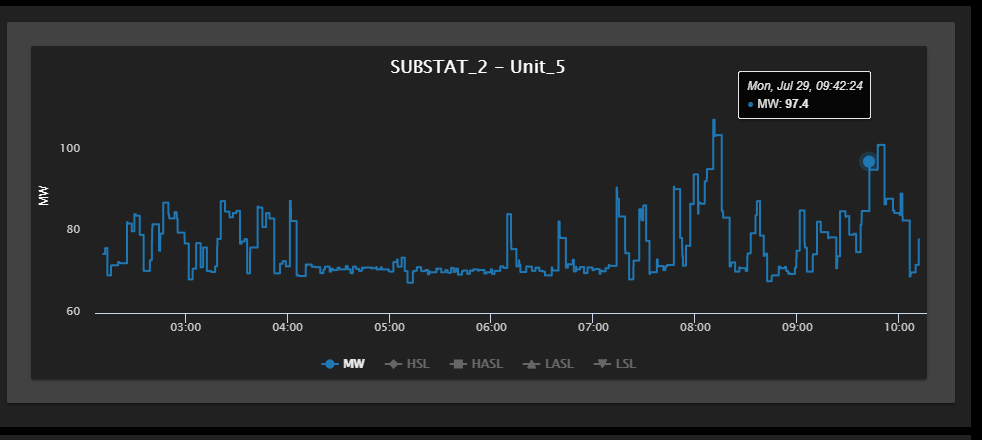 SUBSTAT_2 - Unit_5
Mon, Jul 29, 09:42:24
MW: 97.4
100
80
60
MW
03:00 04:00 05:00 06:00 07:00 08:00 09:00 10:00
MW HSL HASL LASL LSL